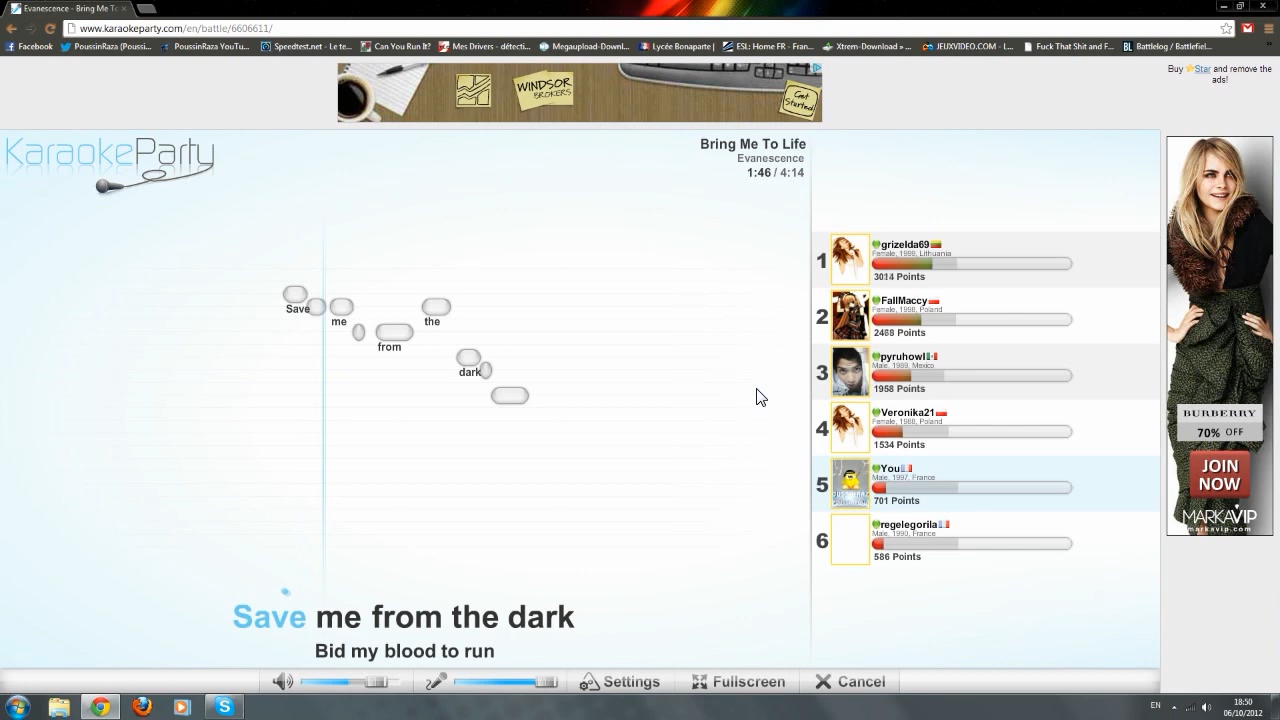 Evanescence - Bring Me To
www.karaokeparty.com/en/battle/6606611/
Facebook PoussinRaza (Poussi... PoussinRaza YouTu... Speedtest.net - Le te... Can You Run It? Mes Drivers - détecti... Megaupload-Downl... Lycée Bonaparte | ESL: Home FR - Fran... Xtrem-Download »... JEUXVIDEO.COM - L... Fuck That Shit and F... Battlelog / Battlefiel...
WINDSOR
BROKERS
Get
Started
Buy Star and remove the
ads!
KaraokeParty
Bring Me To Life
Evanescence
1:46 / 4:14
Save
me
from
the
dark
1
grizelda69
Female, 1999, Lithuania
3014 Points
2
FallMaccy
Female, 1998, Poland
2468 Points
3
pyruhowl
Male, 1989, Mexico
1958 Points
4
Veronika21
Female, 1988, Poland
1534 Points
5
You
Male, 1997, France
701 Points
6
regelegorila
Male, 1990, France
586 Points
BURBERRY
70% OFF
JOIN
NOW
MARKAVIP
markavip.com
Save me from the dark
Bid my blood to run
Settings Fullscreen Cancel
EN 18:50
06/10/2012